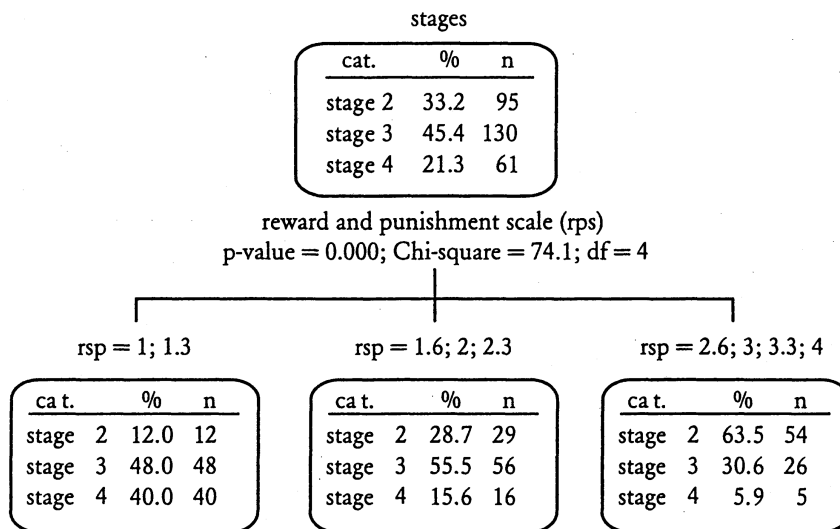 stages
cat. % n
stage 2 33.2 95
stage 3 45.4 130
stage 4 21.3 61
reward and punishment scale (rps)
p-value = 0.000; Chi-square = 74.1; df = 4
rsp = 1; 1.3
cat. % n
stage 2 12.0 12
stage 3 48.0 48
stage 4 40.0 40
rsp = 1.6; 2; 2.3
cat. % n
stage 2 28.7 29
stage 3 55.5 56
stage 4 15.6 16
rsp = 2.6; 3; 3.3; 4
cat. % n
stage 2 63.5 54
stage 3 30.6 26
stage 4 5.9 5